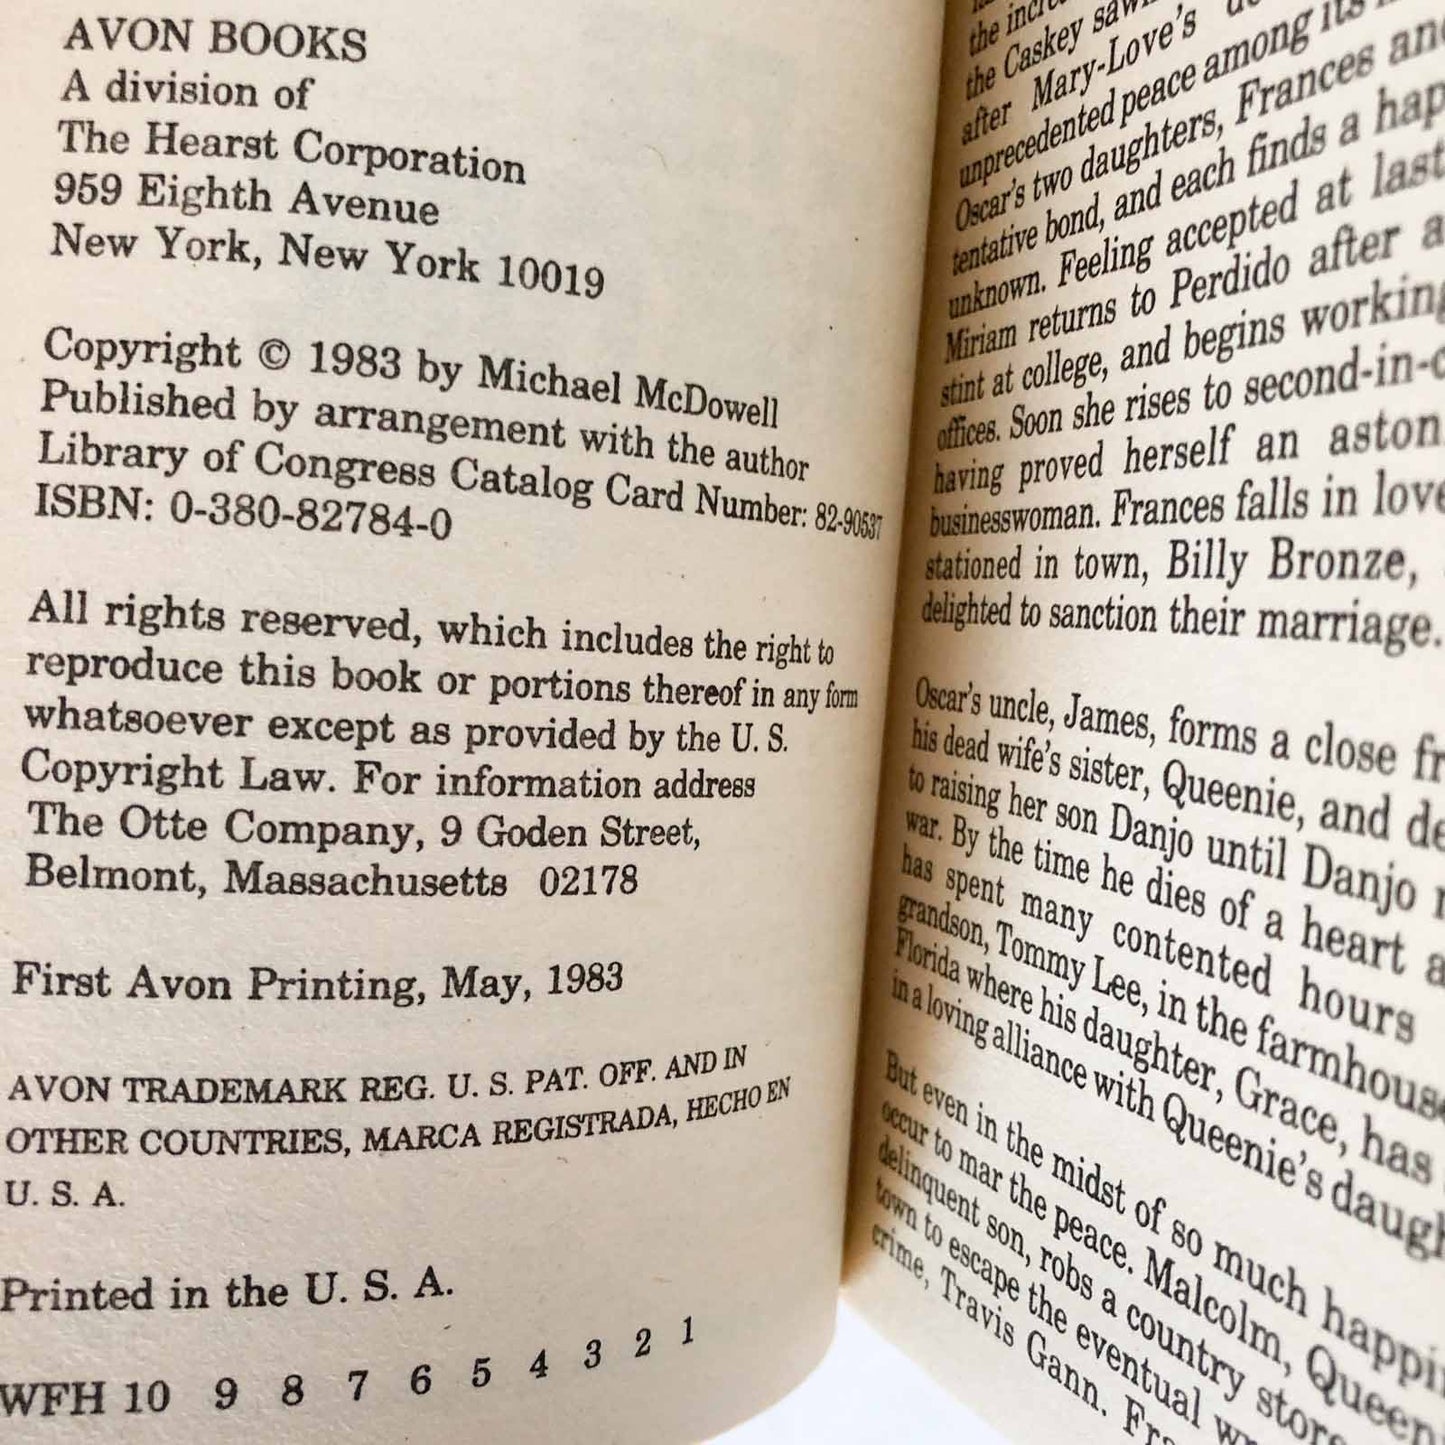 AVON BOOKS
A division of
The Hearst Corporation
959 Eighth Avenue
New York, New York 10019
Copyright © 1983 by Michael McDowell
Published by arrangement with the author
Library of Congress Catalog Card Number: 82-90537
ISBN: 0-380-82784-0
All rights reserved, which includes the right to
reproduce this book or portions thereof in any form
whatsoever except as provided by the U. S.
Copyright Law. For information address
The Otte Company, 9 Goden Street,
Belmont, Massachusetts 02178
First Avon Printing, May, 1983
AVON TRADEMARK REG. U. S. PAT. OFF. AND IN
OTHER COUNTRIES, MARCA REGISTRADA, HECHO EN
U. S. A.
Printed in the U. S. A.
WFH 10 9 8 7 6 5 4 3 2 1
the
the Caskey
after Mary-Love's
unprecedented peace among its
Oscar's two daughters, Frances and
tentative bond, and each finds a
unknown. Feeling accepted at last
Miriam returns to Perdido after a
stint at college, and begins working
offices. Soon she rises to
having proved herself an
businesswoman. Frances falls in
stationed in town, Billy Bronze,
delighted to sanction their marriage.
Oscar's uncle, James, forms a close
his dead wife's sister, Queenie, and
to raising her son Danjo until Danjo
war. By the time he dies of a heart
has spent many contented hours
grandson, Tommy Lee, in the
Florida where his daughter, Grace, has
in a loving alliance with Queenie's
But even in the midst of so much
occur to mar the peace. Malcolm,
delinquent son, robs a country store
town to escape the eventual
crime, Travis Gann.